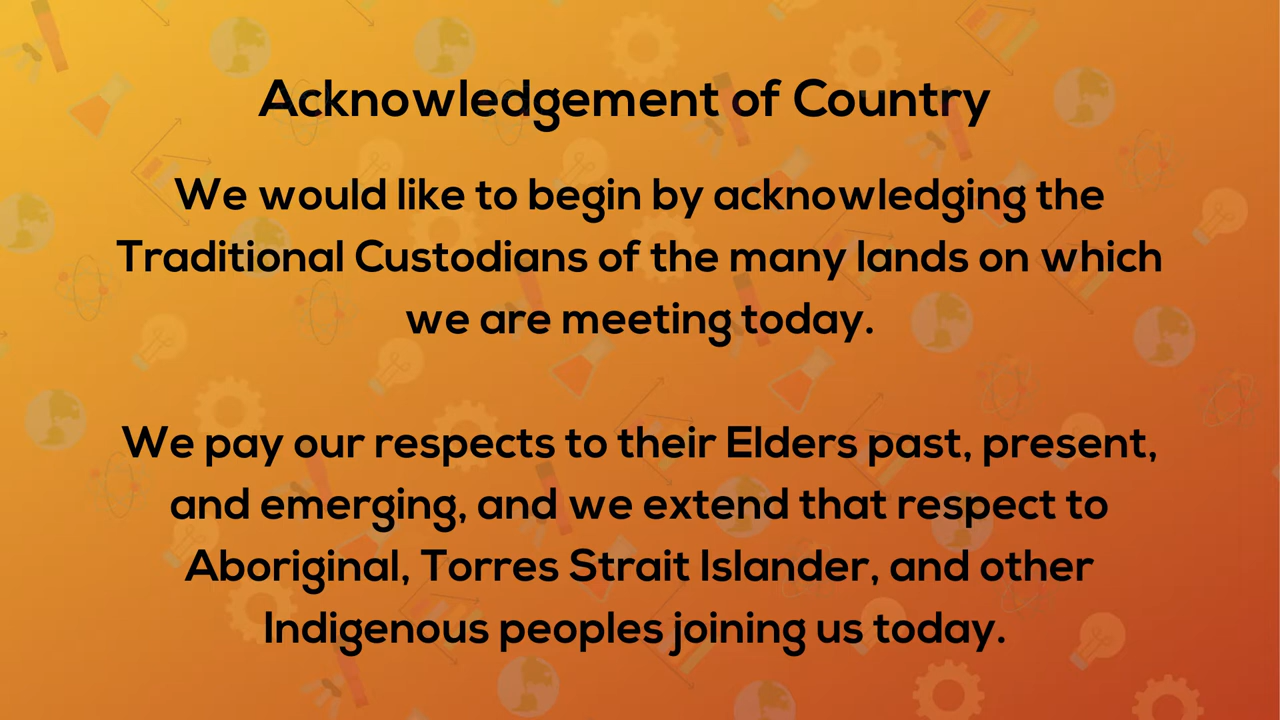 Acknowledgement of Country
We would like to begin by acknowledging the
Traditional Custodians of the many lands on which
we are meeting today.
We pay our respects to their Elders past, present,
and emerging, and we extend that respect to
Aboriginal, Torres Strait Islander, and other
Indigenous peoples joining us today.